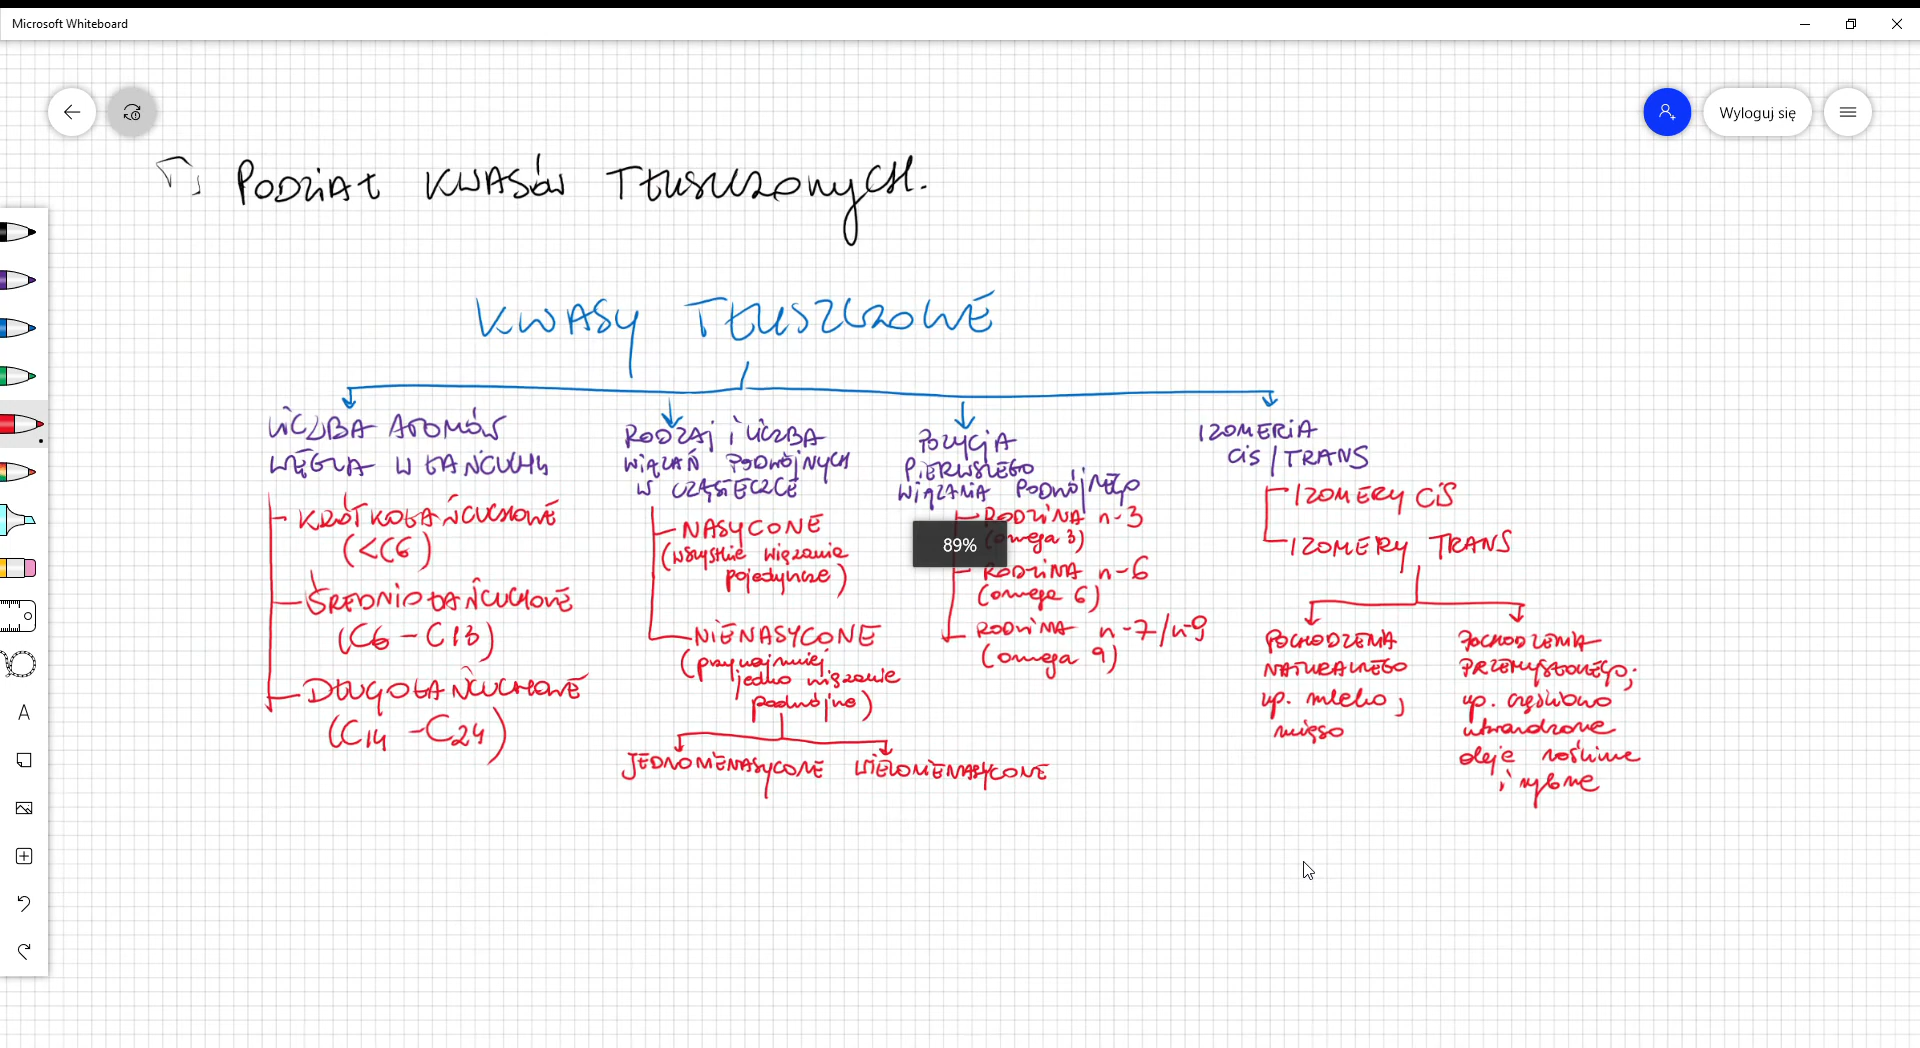 Microsoft Whiteboard
Wyloguj się
PODZIAŁ KWASÓW TŁUSZCZOWYCH.
KWASY TŁUSZCZOWE
LICZBA ATOMÓW
WĘGLA W ŁAŃCUCHU
KRÓTKOŁAŃCUCHOWE
(<C6)
ŚREDNIOŁAŃCUCHOWE
(C6 - C13)
DŁUGOŁAŃCUCHOWE
(C14 - C24)
RODZAJ i LICZBA
WIĄZAŃ PODWÓJNYCH
W CZĄSTECZCE
NASYCONE
(wszystkie wiązania
pojedyncze)
NIENASYCONE
(przynajmniej
jedno wiązanie
podwójne)
JEDNONIENASYCONE WIELONIENASYCONE
POZYCJA
PIERWSZEGO
WIĄZANIA PODWÓJNEGO
RODZINA n-3
(omega 3)
89%
RODZINA n-6
(omega 6)
RODZINA n-7/n-9
(omega 9)
IZOMERIA
CIS / TRANS
IZOMERY CIS
IZOMERY TRANS
POCHODZENIA
NATURALNEGO
np. mleko,
mięso
POCHODZENIA
PRZEMYSŁOWEGO;
np. częściowo
utwardzone
oleje roślinne
i rybne
A